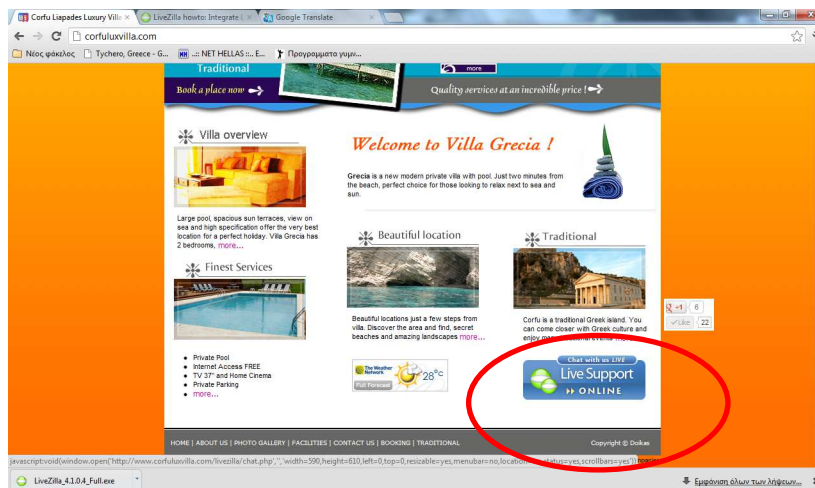 Corfu Liapades Luxury Villa
LiveZilla howto: Integrate L
Google Translate
corfuluxvilla.com
Νέος φάκελος
Tychero, Greece - G...
..:: NET HELLAS ::.. E...
Προγραμματα γυμν...
Traditional
more
Book a place now
Quality services at an incredible price !
Villa overview
Welcome to Villa Grecia !
Grecia is a new modern private villa with pool. Just two minutes from
the beach, perfect choice for those looking to relax next to sea and
sun.
Large pool, spacious sun terraces, view on
sea and high specification offer the very best
location for a perfect holiday. Villa Grecia has
2 bedrooms, more...
Beautiful location
Traditional
Finest Services
+1 6
Like 22
Beautiful locations just a few steps from
villa. Discover the area and find, secret
beaches and amazing landscapes more...
Corfu is a traditional Greek island. You
can come closer with Greek culture and
enjoy
Private Pool
Internet Access FREE
TV 37" and Home Cinema
Private Parking
more...
The Weather
Network
28°C
Full Forecast
Chat with us LIVE
Live Support
ONLINE
HOME | ABOUT US | PHOTO GALLERY | FACILITIES | CONTACT US | BOOKING | TRADITIONAL
Copyright © Doikas
javascript:void(window.open('http://www.corfuluxvilla.com/livezilla/chat.php','','width=590,height=610,left=0,top=0,resizable=yes,menubar=no,location=no,status=yes,scrollbars=yes'))
LiveZilla_4.1.0.4_Full.exe
Εμφάνιση όλων των λήψεων...